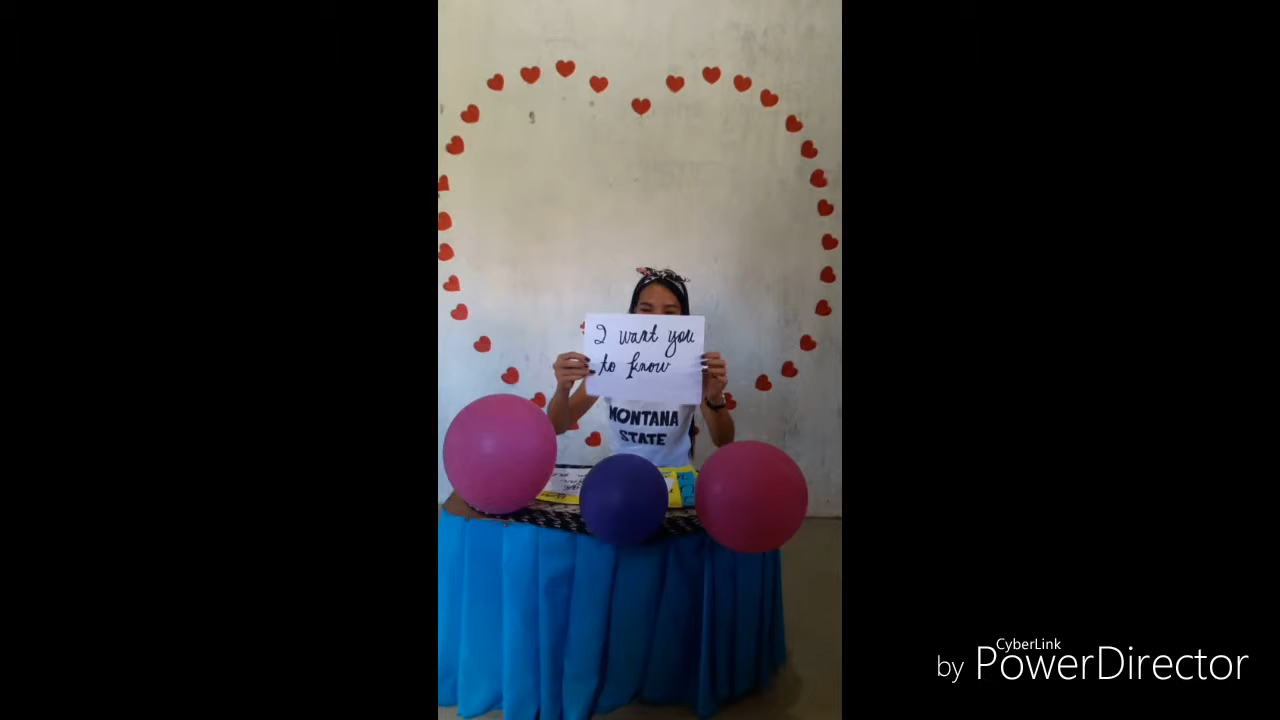 I want you
to know
MONTANA
STATE
CyberLink
by PowerDirector